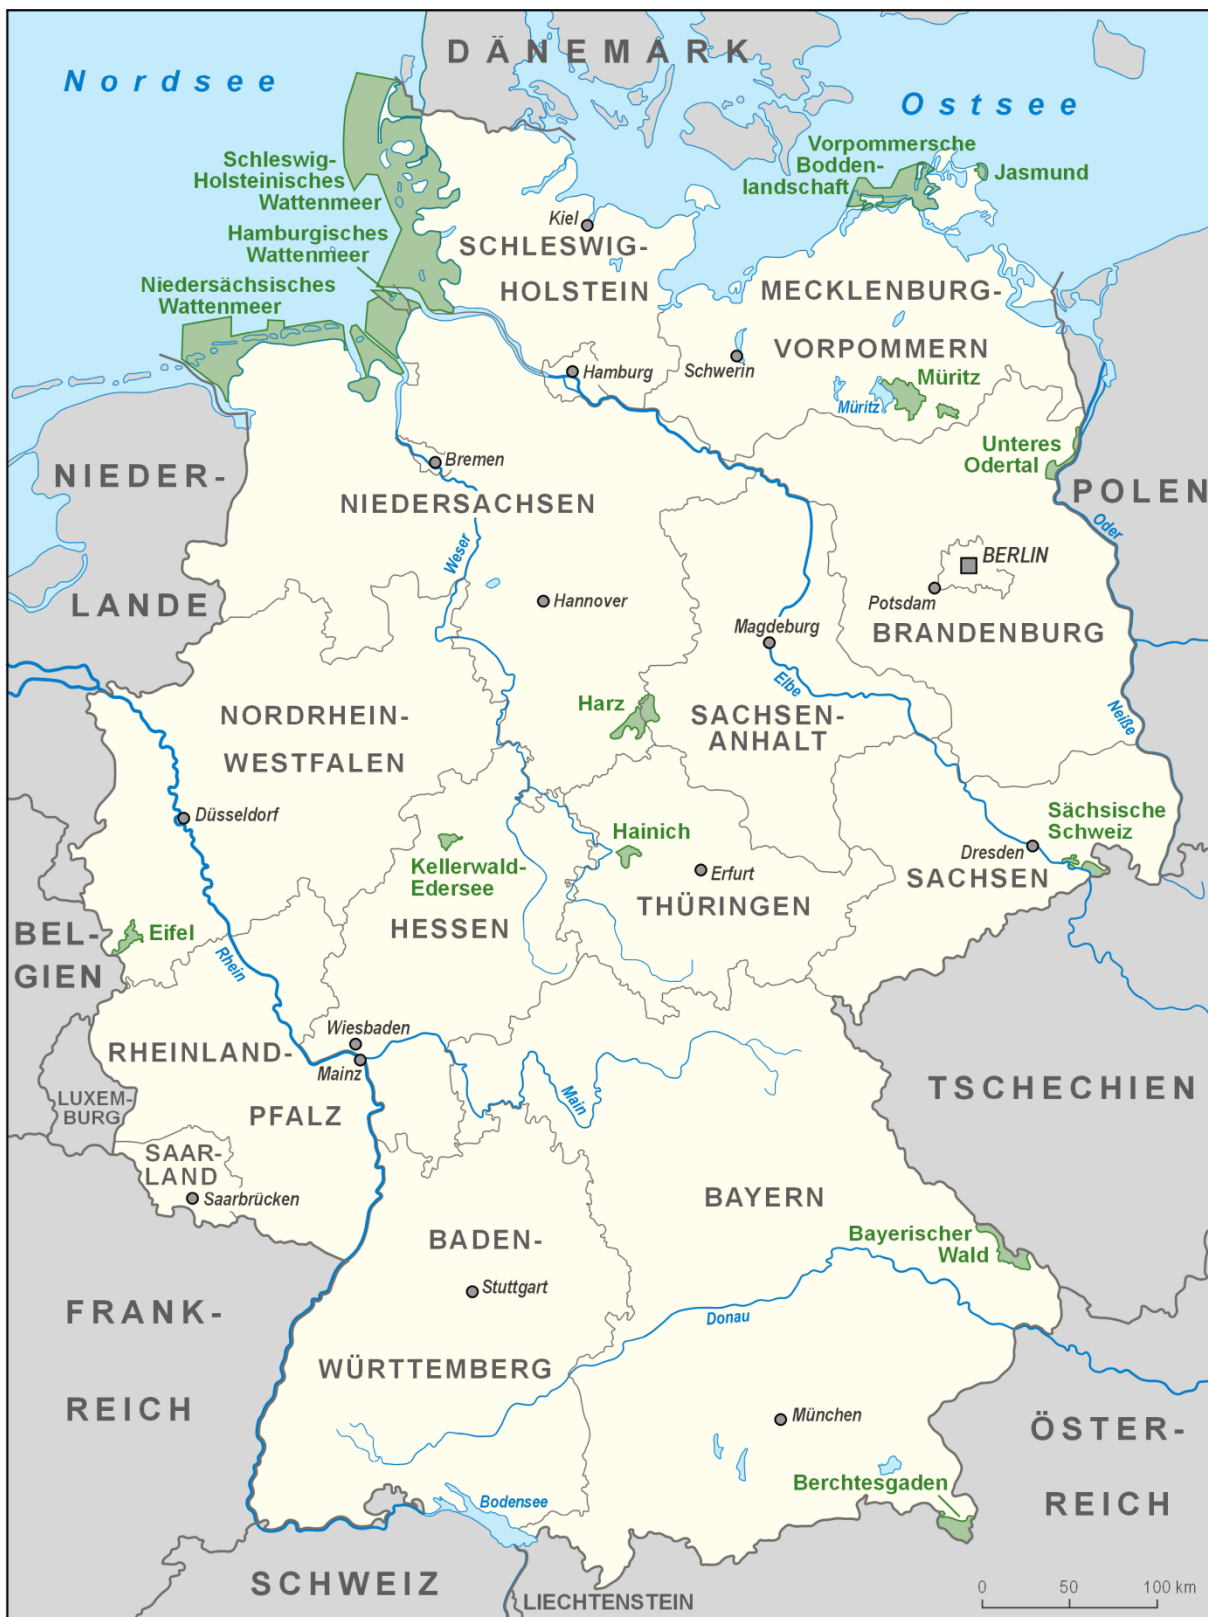 DÄNEMARK
Nordsee
Ostsee
Schleswig-
Holsteinisches
Wattenmeer
Hamburgisches
Wattenmeer
Niedersächsisches
Wattenmeer
Vorpommersche
Bodden-
landschaft
Jasmund
Kiel
SCHLESWIG-
HOLSTEIN
MECKLENBURG-
VORPOMMERN
Hamburg
Schwerin
Müritz
Müritz
Unteres
Odertal
NIEDER-
LANDE
Bremen
NIEDERSACHSEN
Weser
Hannover
POLEN
Oder
BERLIN
Potsdam
BRANDENBURG
Magdeburg
Elbe
Neiße
NORDRHEIN-
WESTFALEN
Harz
SACHSEN-
ANHALT
Düsseldorf
Kellerwald-
Edersee
HESSEN
Hainich
Erfurt
THÜRINGEN
Sächsische
Schweiz
Dresden
SACHSEN
BEL-
GIEN
Eifel
Rhein
Wiesbaden
Mainz
RHEINLAND-
PFALZ
LUXEM-
BURG
Main
TSCHECHIEN
SAAR-
LAND
Saarbrücken
BAYERN
Bayerischer
Wald
BADEN-
WÜRTTEMBERG
Stuttgart
Donau
FRANK-
REICH
München
ÖSTER-
REICH
Berchtesgaden
Bodensee
SCHWEIZ
LIECHTENSTEIN
0 50 100 km